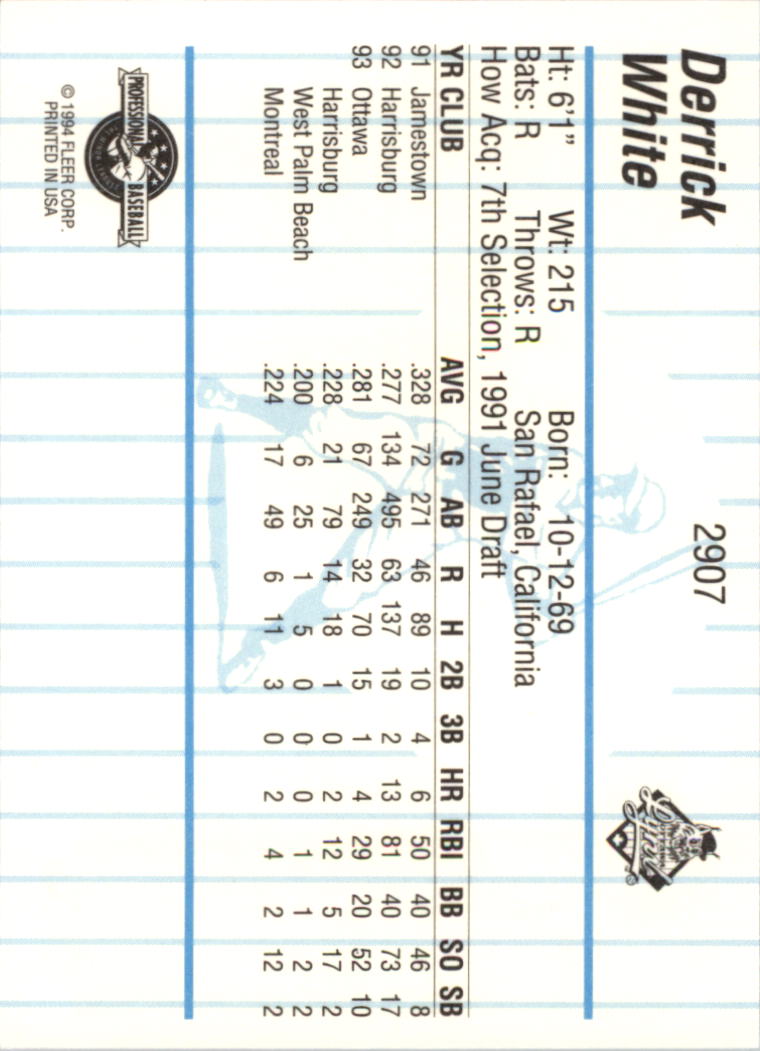 Derrick
White
2907
Ottawa
Lynx
Ht: 6'1" Wt: 215 Born: 10-12-69
Bats: R Throws: R San Rafael, California
How Acq: 7th Selection, 1991 June Draft
YR CLUB AVG G AB R H 2B 3B HR RBI BB SO SB
91 Jamestown .328 72 271 46 89 10 4 6 50 40 46 8
92 Harrisburg .277 134 495 63 137 19 2 13 81 40 73 17
93 Ottawa .281 67 249 32 70 15 1 4 29 20 52 10
Harrisburg .228 21 79 14 18 1 0 2 12 5 17 2
West Palm Beach .200 6 25 1 5 0 0 0 1 1 2 2
Montreal .224 17 49 6 11 3 0 2 4 2 12 2
PROFESSIONAL BASEBALL
© 1994 FLEER CORP.
PRINTED IN USA